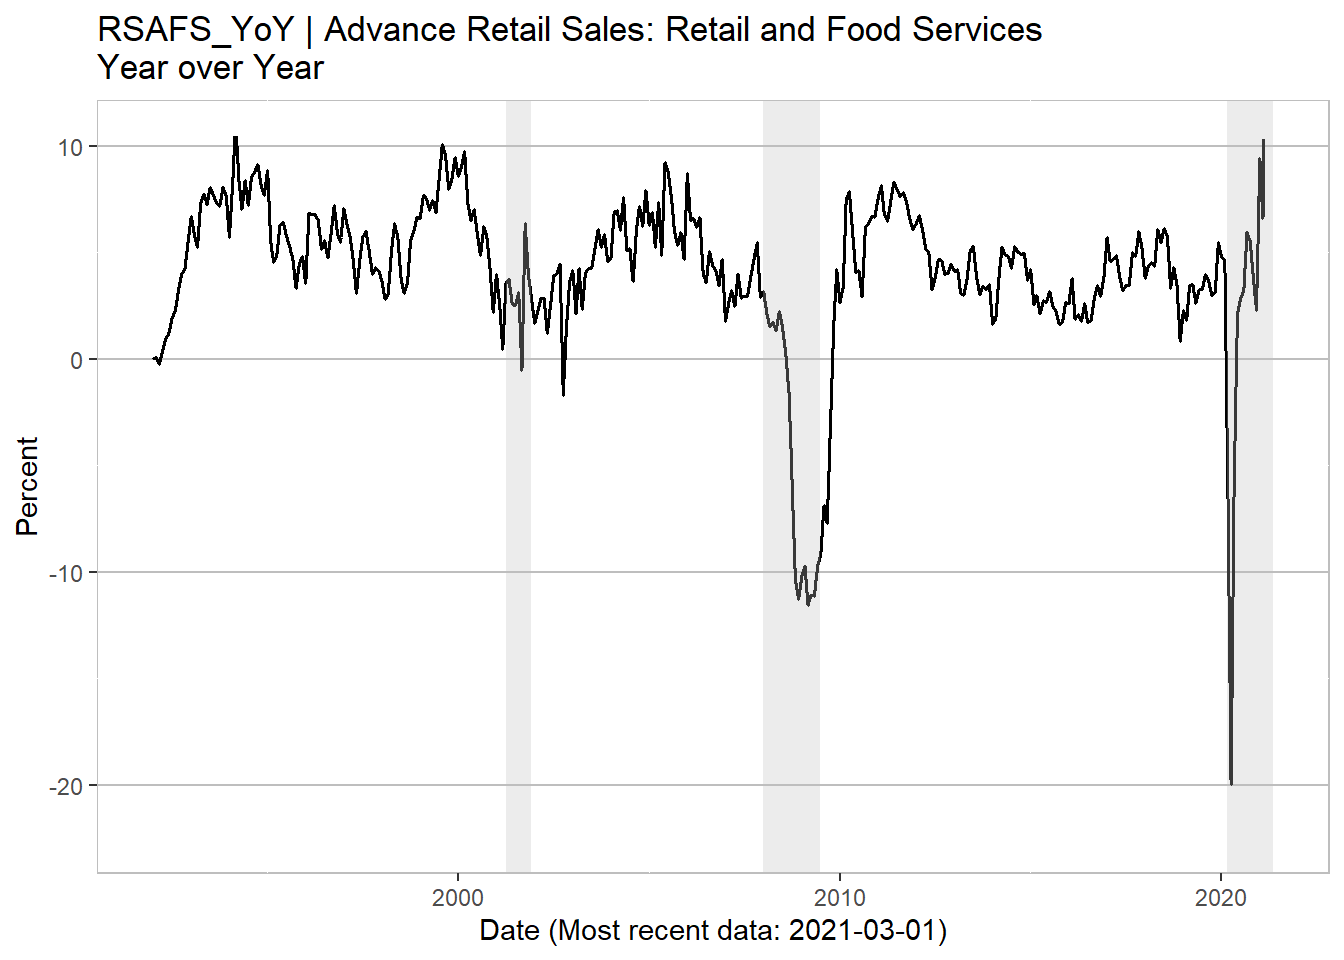 RSAFS_YoY | Advance Retail Sales: Retail and Food Services
Year over Year
10
0
-10
-20
Percent
2000
2010
2020
Date (Most recent data: 2021-03-01)